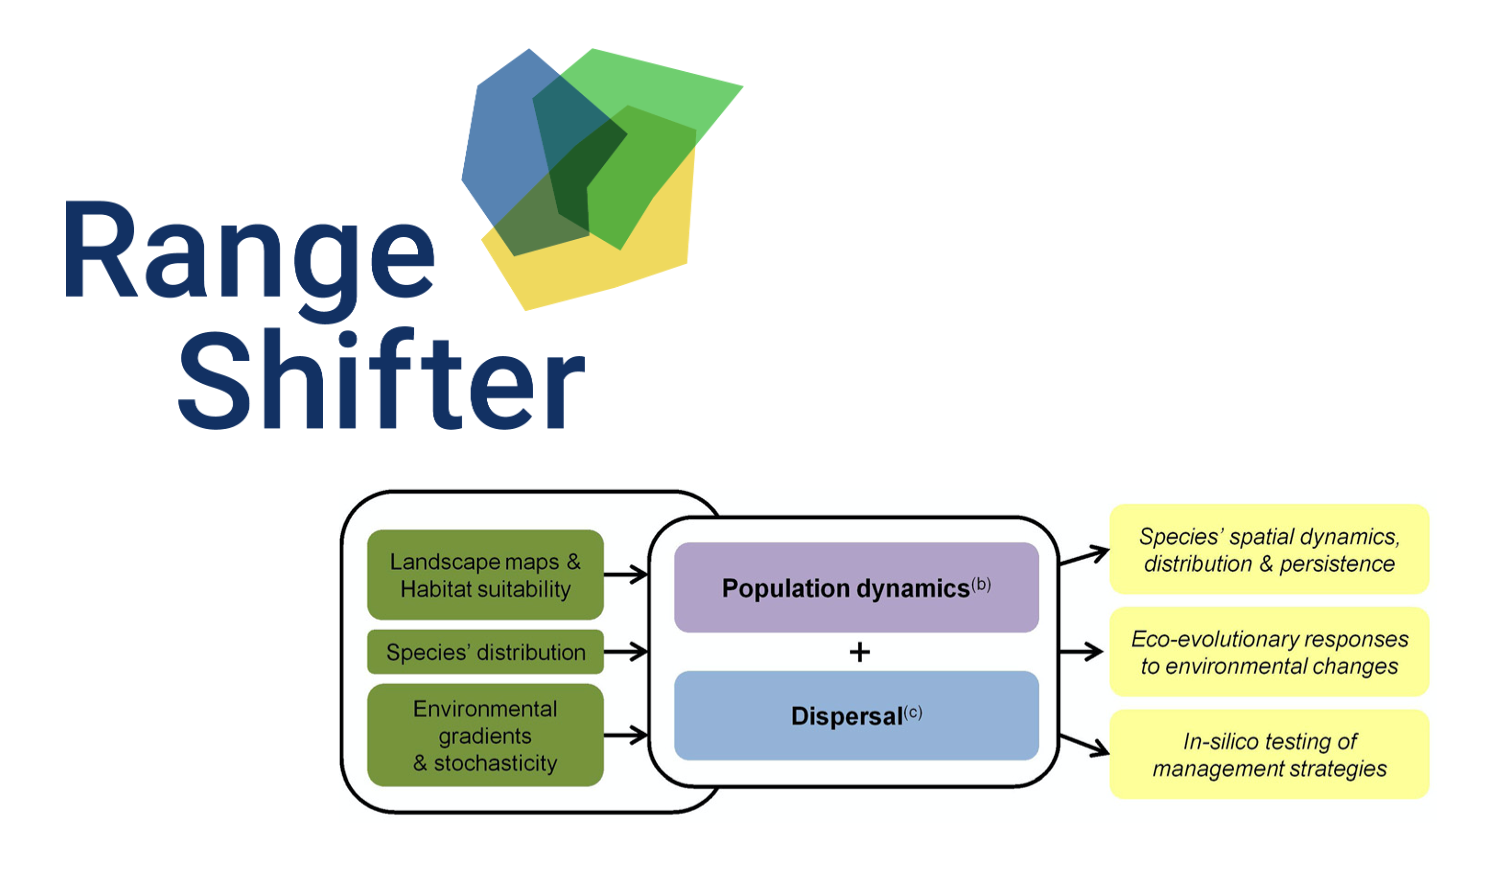 Range
Shifter
Landscape maps &
Habitat suitability
Species’ distribution
Environmental
gradients
& stochasticity
Population dynamics(b)
+
Dispersal(c)
Species’ spatial dynamics,
distribution & persistence
Eco-evolutionary responses
to environmental changes
In-silico testing of
management strategies